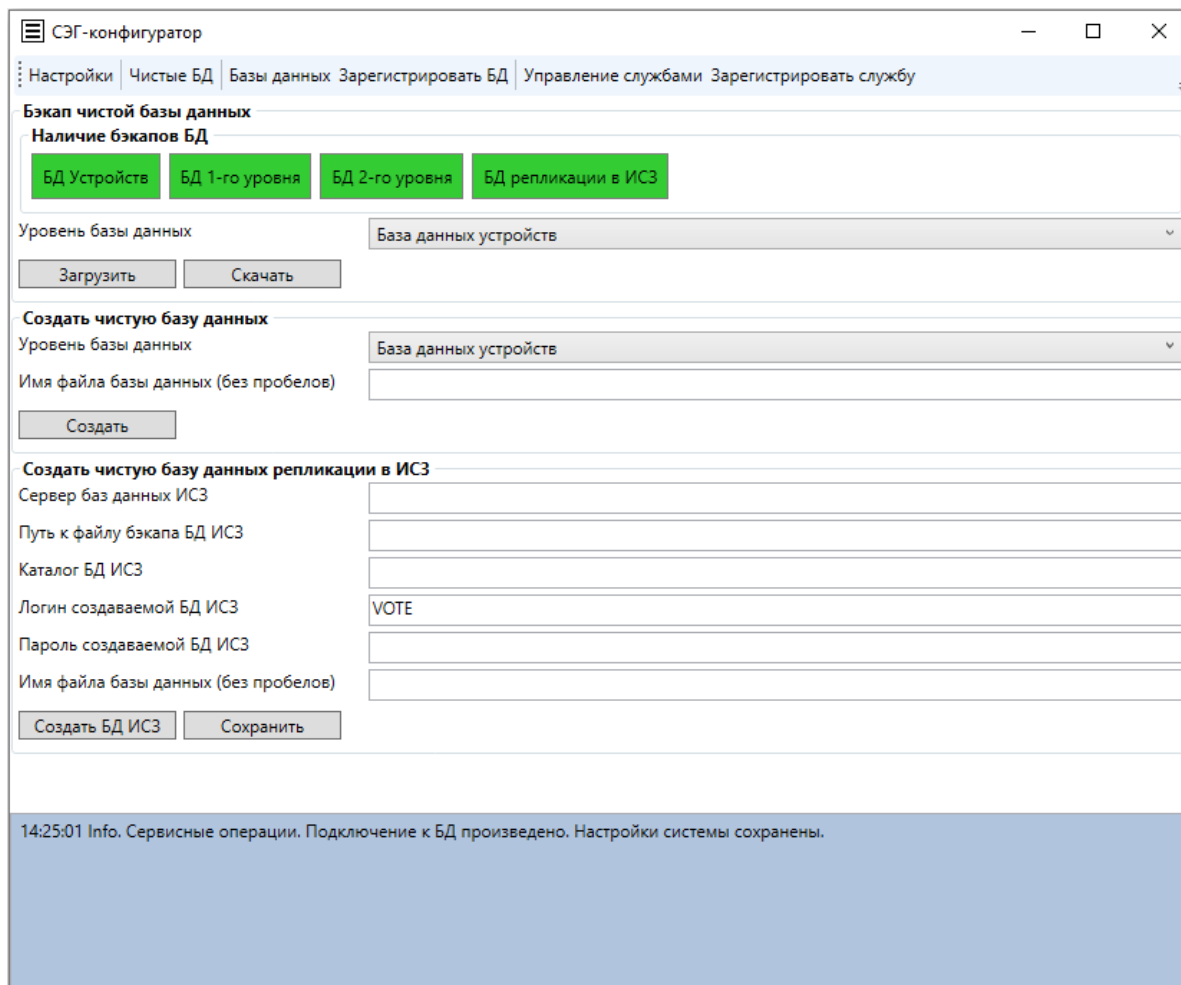 СЭГ-конфигуратор
Настройки Чистые БД Базы данных Зарегистрировать БД Управление службами Зарегистрировать службу
Бэкап чистой базы данных
Наличие бэкапов БД
БД Устройств БД 1-го уровня БД 2-го уровня БД репликации в ИСЗ
Уровень базы данных База данных устройств
Загрузить Скачать
Создать чистую базу данных
Уровень базы данных База данных устройств
Имя файла базы данных (без пробелов)
Создать
Создать чистую базу данных репликации в ИСЗ
Сервер баз данных ИСЗ
Путь к файлу бэкапа БД ИСЗ
Каталог БД ИСЗ
Логин создаваемой БД ИСЗ VOTE
Пароль создаваемой БД ИСЗ
Имя файла базы данных (без пробелов)
Создать БД ИСЗ Сохранить
14:25:01 Info. Сервисные операции. Подключение к БД произведено. Настройки системы сохранены.